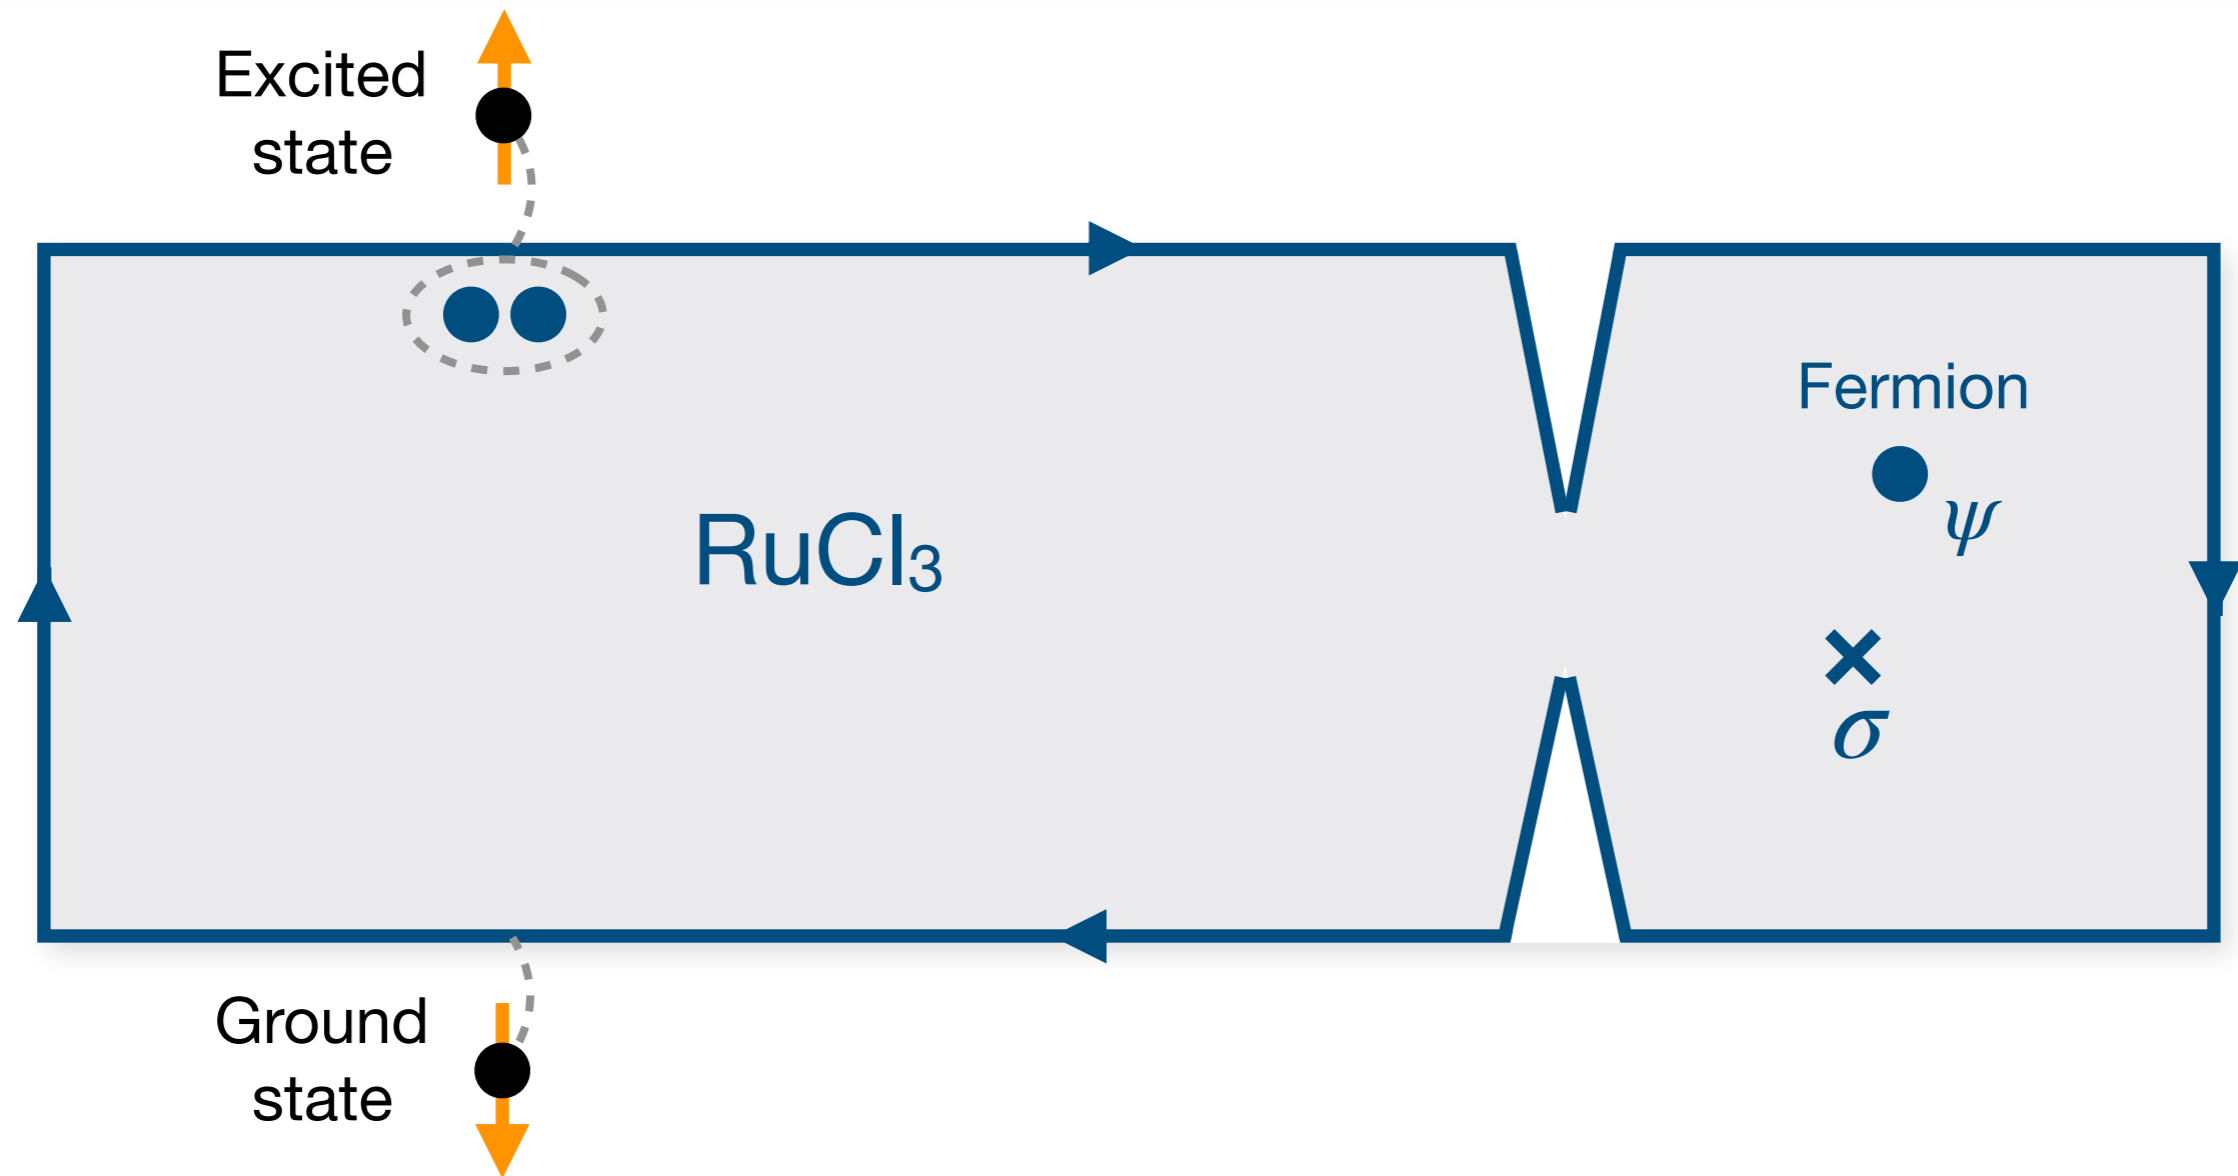 Excited
state
Fermion
ψ
RuCl₃
σ
Ground
state